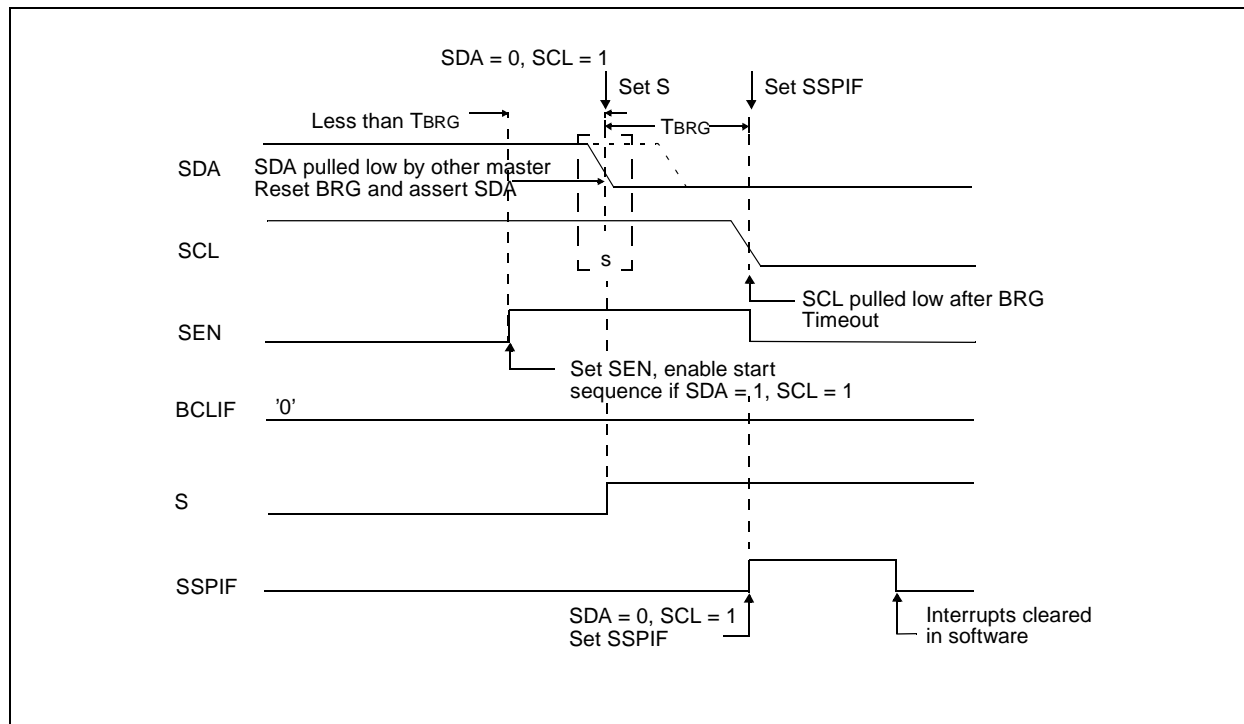 SDA = 0, SCL = 1
Set S
Set SSPIF
Less than TBRG
TBRG
SDA
SDA pulled low by other master
Reset BRG and assert SDA
SCL
s
SCL pulled low after BRG
Timeout
SEN
Set SEN, enable start
sequence if SDA = 1, SCL = 1
BCLIF
'0'
S
SSPIF
SDA = 0, SCL = 1
Set SSPIF
Interrupts cleared
in software